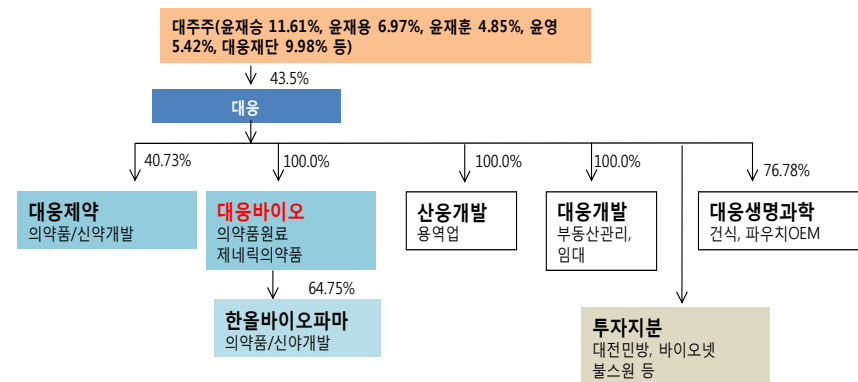 대주주(윤재승 11.61%, 윤재용 6.97%, 윤재훈 4.85%, 윤영
5.42%, 대웅재단 9.98% 등)
43.5%
대웅
40.73%
100.0%
100.0%
100.0%
76.78%
대웅제약
의약품/신약개발
대웅바이오
의약품원료
제네릭의약품
산웅개발
용역업
대웅개발
부동산관리,
임대
대웅생명과학
건식, 파우치OEM
64.75%
한올바이오파마
의약품/신야개발
투자지분
대전민방, 바이오넷
불스원 등